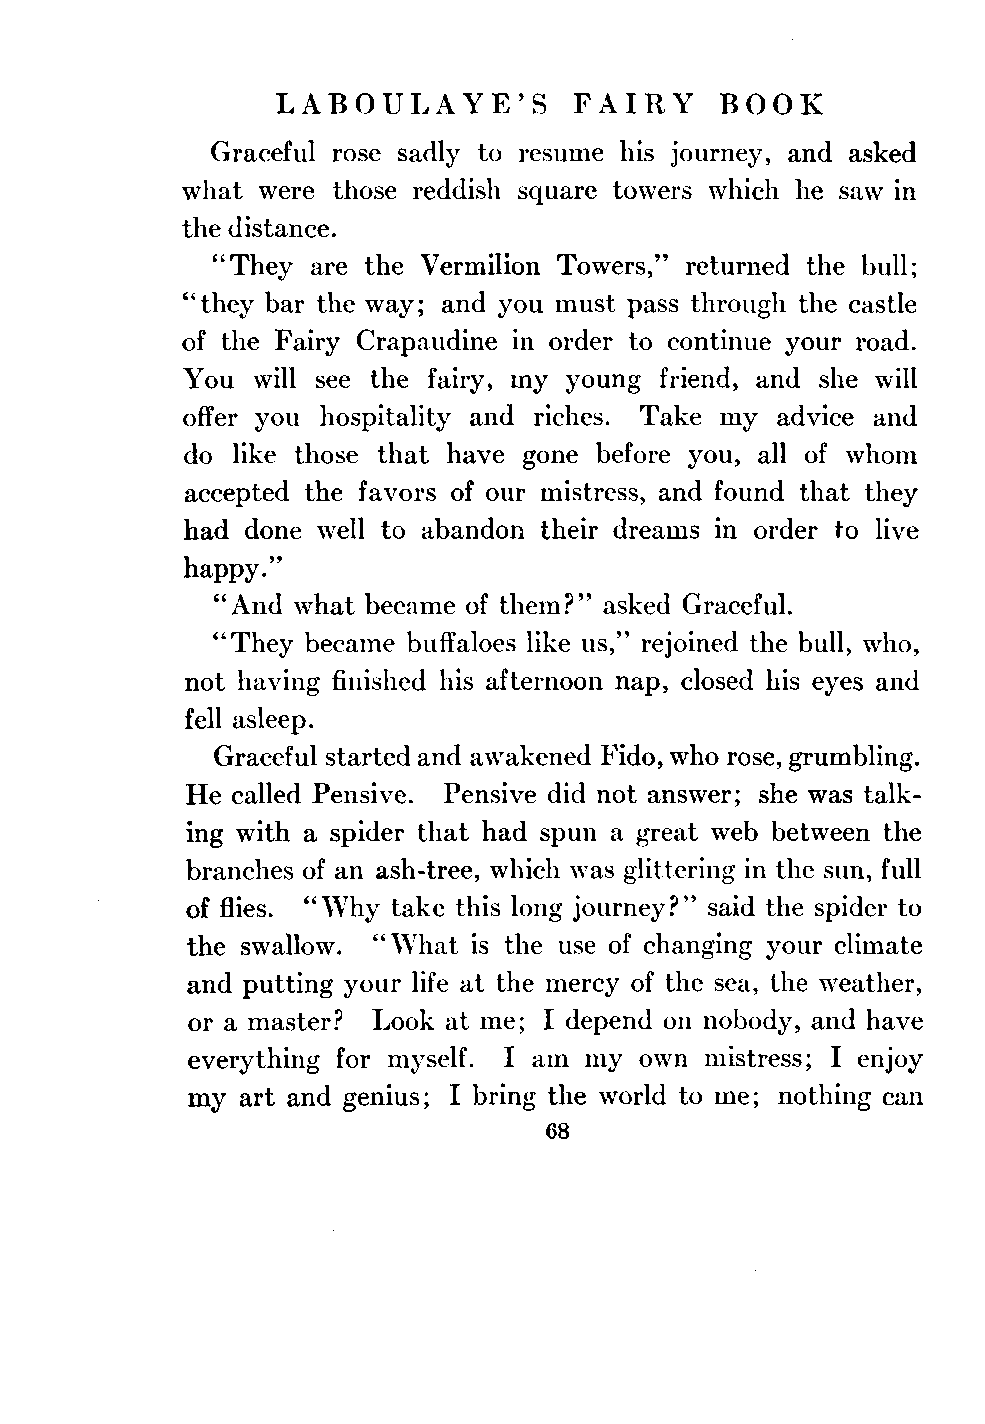 LABOULAYE'S FAIRY BOOK
Graceful rose sadly to resume his journey, and asked
what were those reddish square towers which he saw in
the distance.
"They are the Vermilion Towers," returned the bull;
"they bar the way; and you must pass through the castle
of the Fairy Crapaudine in order to continue your road.
You will see the fairy, my young friend, and she will
offer you hospitality and riches. Take my advice and
do like those that have gone before you, all of whom
accepted the favors of our mistress, and found that they
had done well to abandon their dreams in order to live
happy."
"And what became of them?" asked Graceful.
"They became buffaloes like us," rejoined the bull, who,
not having finished his afternoon nap, closed his eyes and
fell asleep.
Graceful started and awakened Fido, who rose, grumbling.
He called Pensive. Pensive did not answer; she was talk-
ing with a spider that had spun a great web between the
branches of an ash-tree, which was glittering in the sun, full
of flies. "Why take this long journey?" said the spider to
the swallow. "What is the use of changing your climate
and putting your life at the mercy of the sea, the weather,
or a master? Look at me; I depend on nobody, and have
everything for myself. I am my own mistress; I enjoy
my art and genius; I bring the world to me; nothing can
68